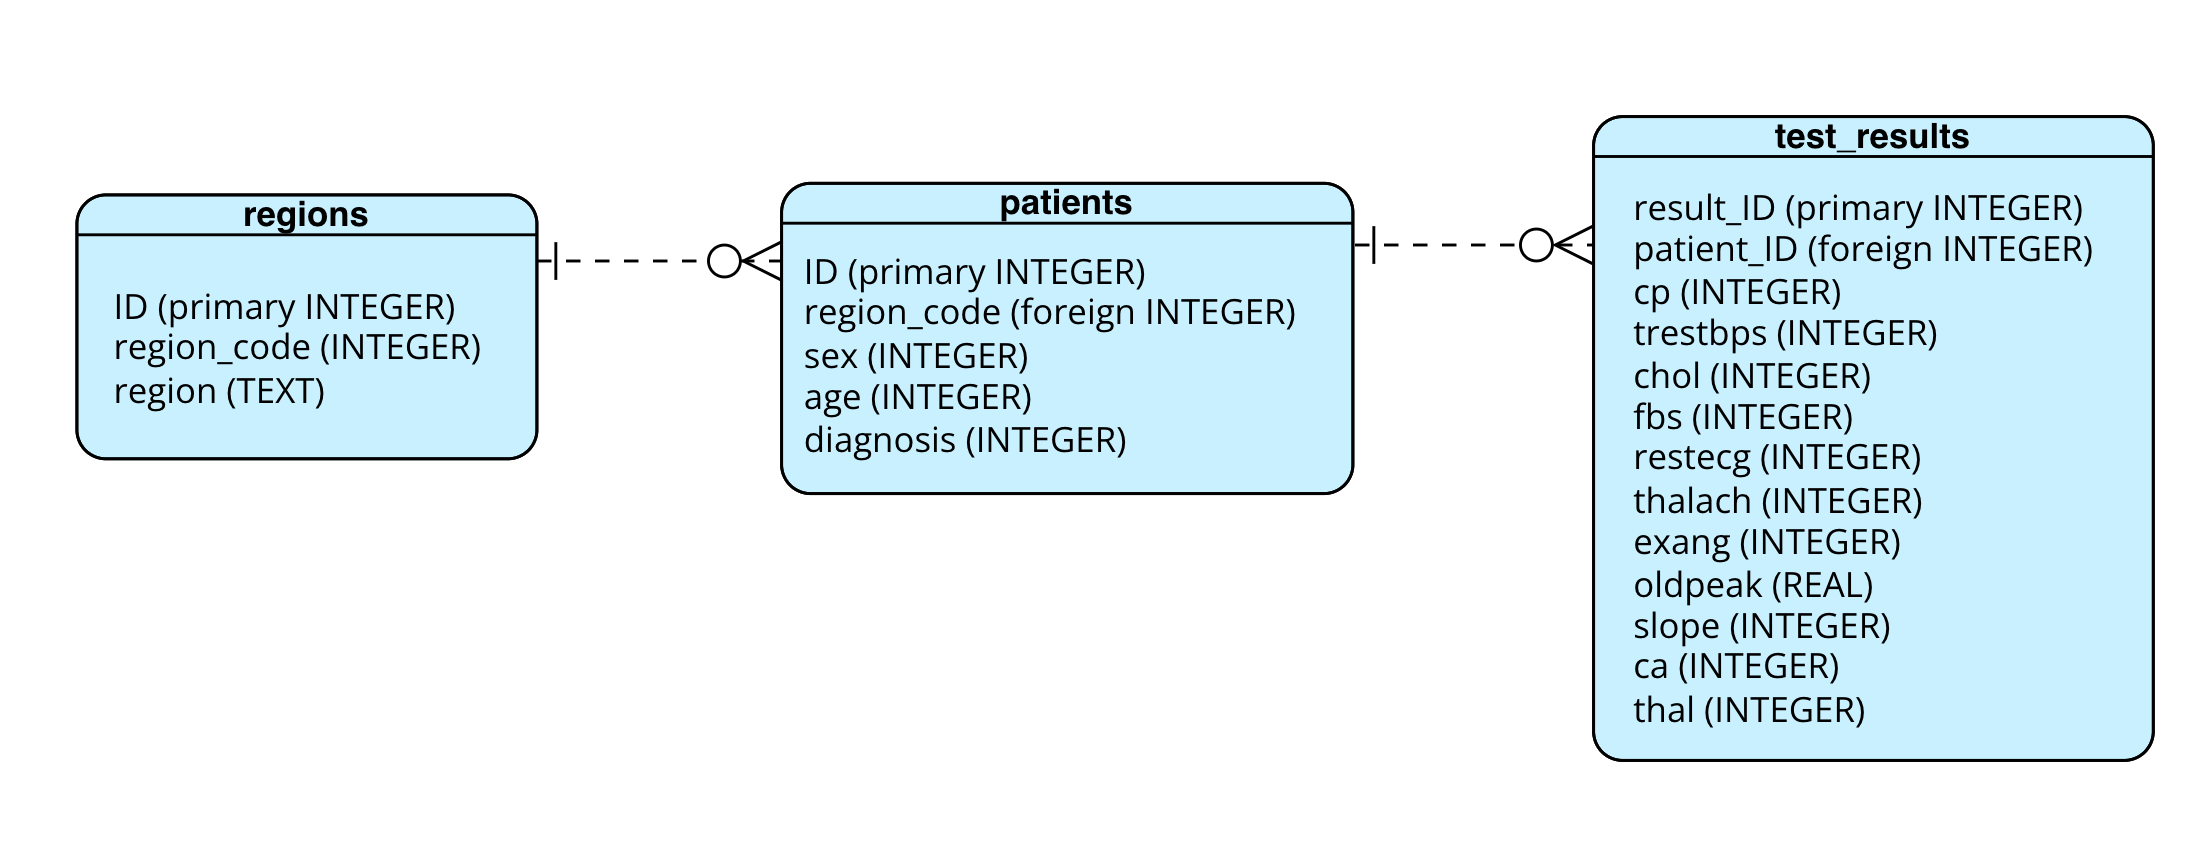 regions
ID (primary INTEGER)
region_code (INTEGER)
region (TEXT)
patients
ID (primary INTEGER)
region_code (foreign INTEGER)
sex (INTEGER)
age (INTEGER)
diagnosis (INTEGER)
test_results
result_ID (primary INTEGER)
patient_ID (foreign INTEGER)
cp (INTEGER)
trestbps (INTEGER)
chol (INTEGER)
fbs (INTEGER)
restecg (INTEGER)
thalach (INTEGER)
exang (INTEGER)
oldpeak (REAL)
slope (INTEGER)
ca (INTEGER)
thal (INTEGER)